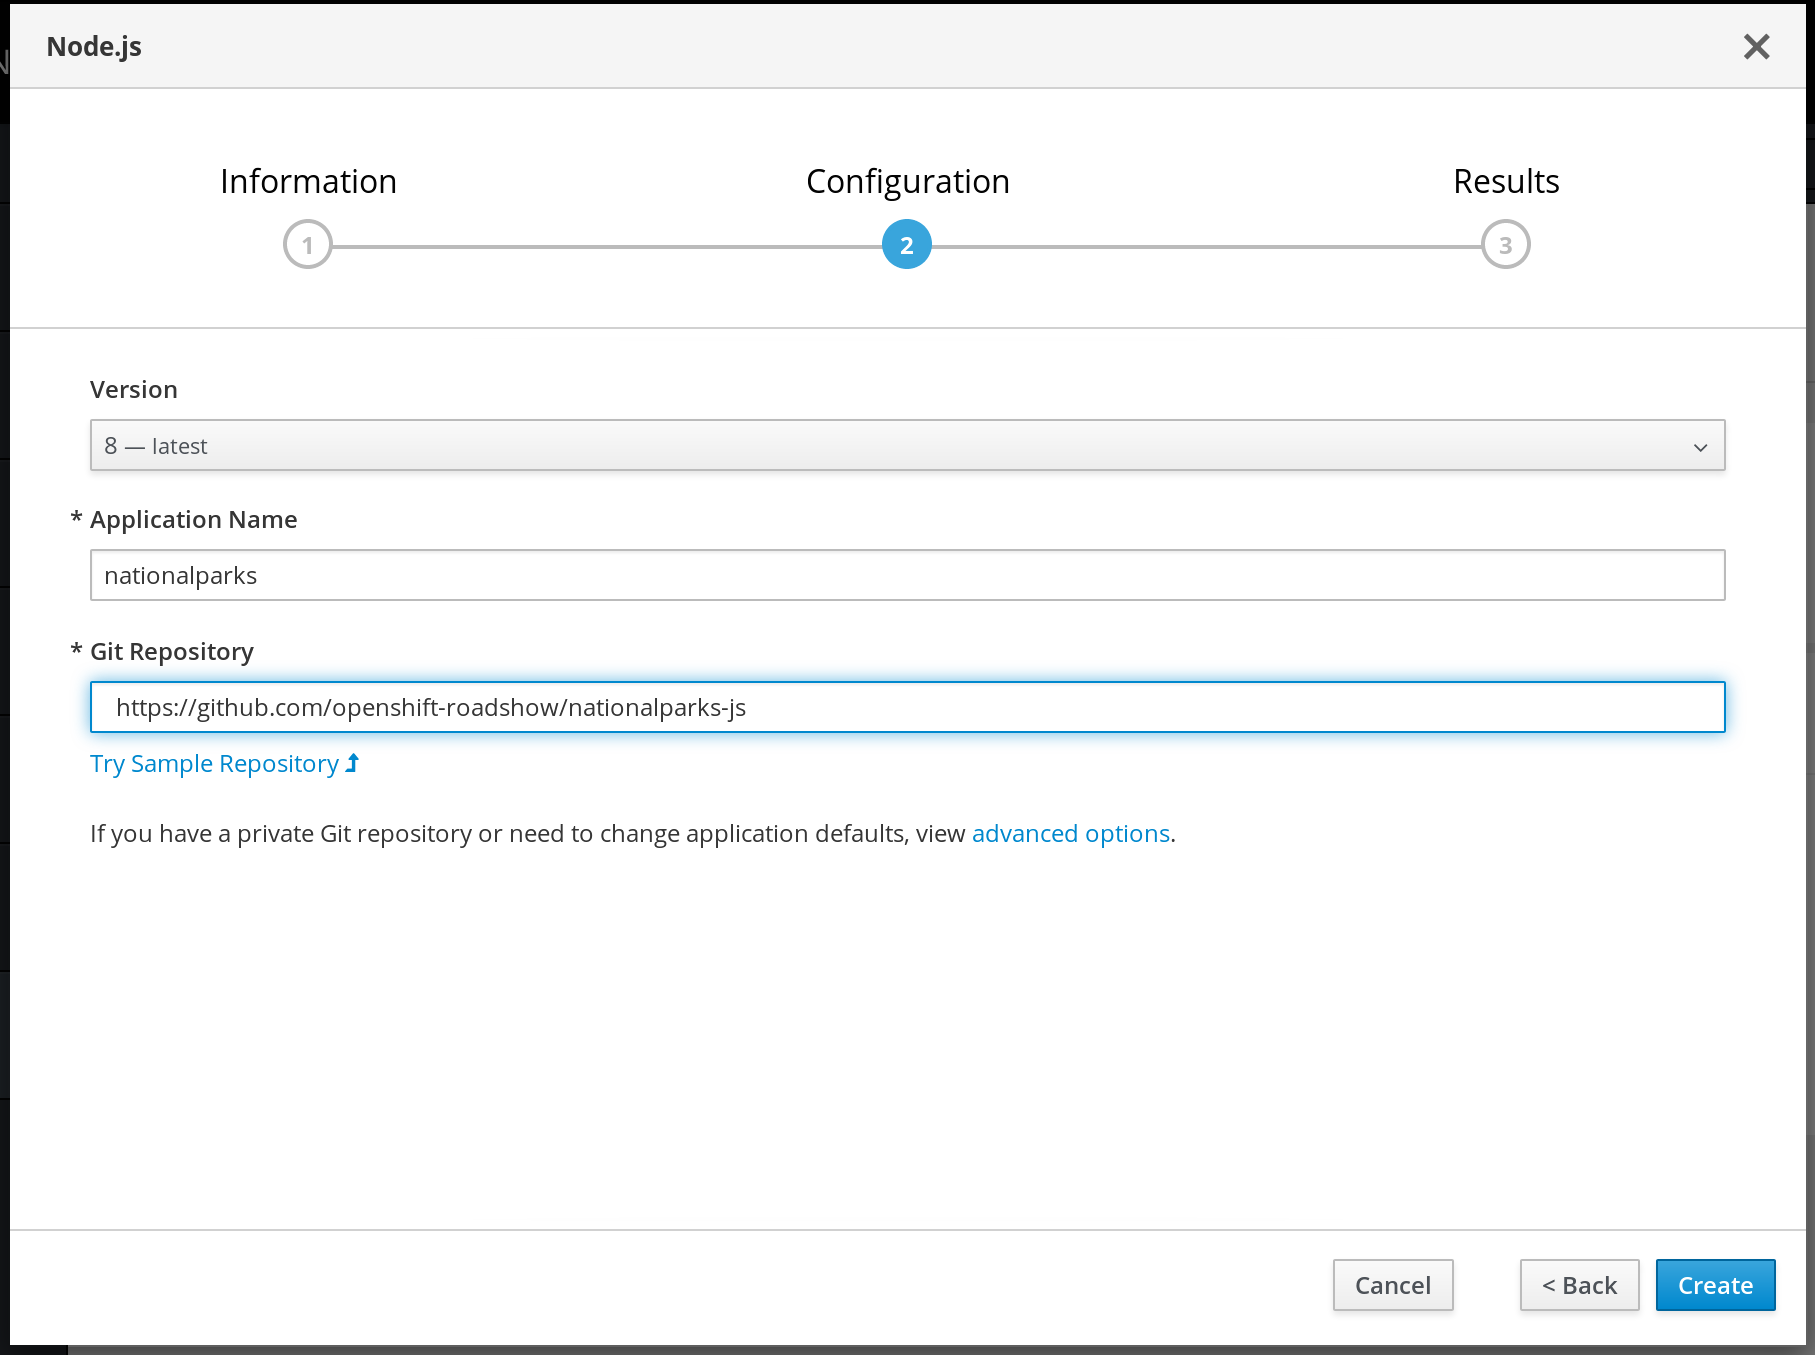 Node.js
Information
Configuration
Results
1
2
3
Version
8 — latest
* Application Name
nationalparks
* Git Repository
https://github.com/openshift-roadshow/nationalparks-js
Try Sample Repository
If you have a private Git repository or need to change application defaults, view advanced options.
Cancel
< Back
Create